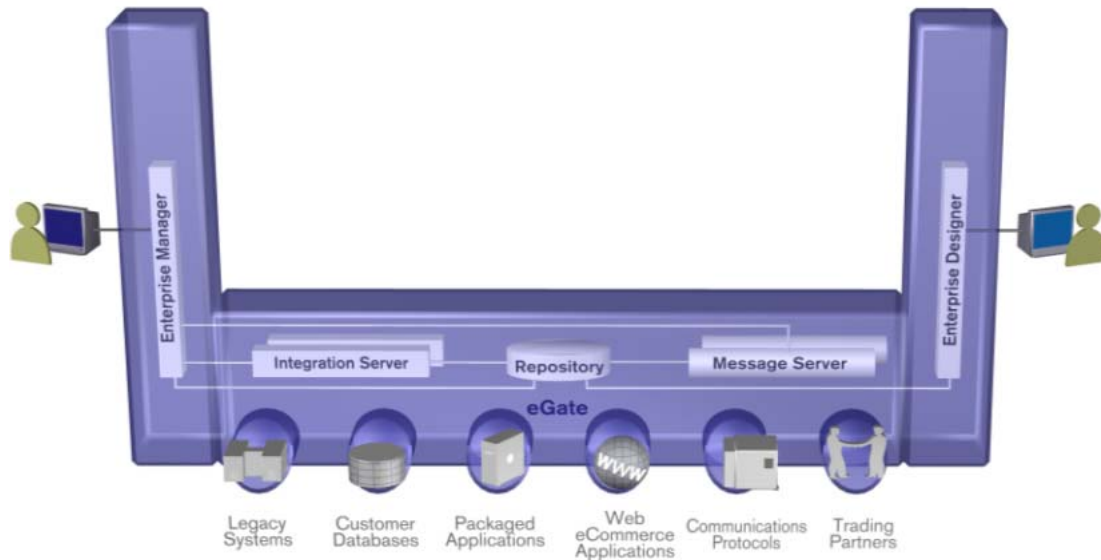 Enterprise Manager
Enterprise Designer
Integration Server
Repository
Message Server
eGate
WWW
Legacy
Systems
Customer
Databases
Packaged
Applications
Web
eCommerce
Applications
Communications
Protocols
Trading
Partners